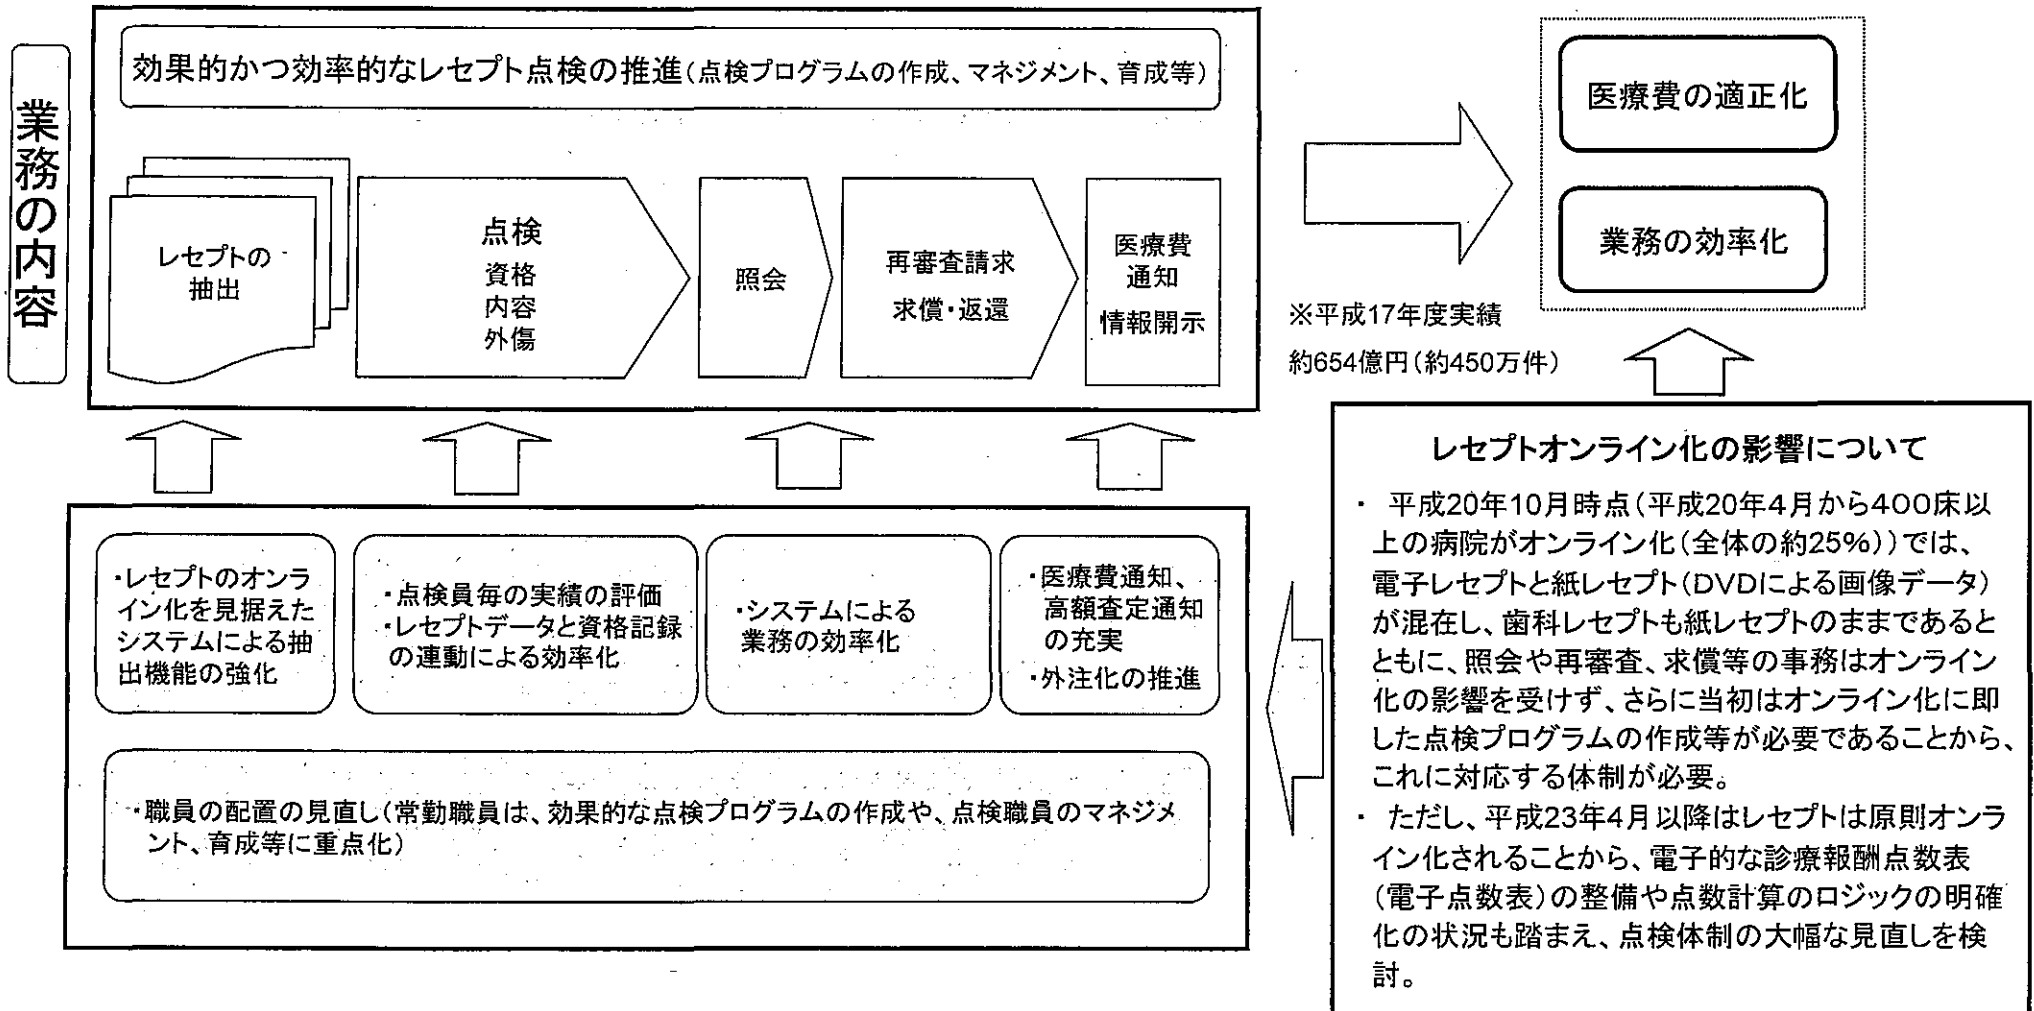 業務の内容
効果的かつ効率的なレセプト点検の推進(点検プログラムの作成、マネジメント、育成等)
レセプトの
抽出
点検
資格
内容
外傷
照会
再審査請求
求償・返還
医療費
通知
情報開示
医療費の適正化
業務の効率化
※平成17年度実績
約654億円(約450万件)
・レセプトのオンラ
イン化を見据えた
システムによる抽
出機能の強化
・点検員毎の実績の評価
・レセプトデータと資格記録
の連動による効率化
・システムによる
業務の効率化
・医療費通知、
高額査定通知
の充実
・外注化の推進
・職員の配置の見直し(常勤職員は、効果的な点検プログラムの作成や、点検職員のマネジメ
ント、育成等に重点化)
レセプトオンライン化の影響について
・ 平成20年10月時点(平成20年4月から400床以
上の病院がオンライン化(全体の約25%))では、
電子レセプトと紙レセプト(DVDによる画像データ)
が混在し、歯科レセプトも紙レセプトのままであると
ともに、照会や再審査、求償等の事務はオンライン
化の影響を受けず、さらに当初はオンライン化に即
した点検プログラムの作成等が必要であることから、
これに対応する体制が必要。
・ ただし、平成23年4月以降はレセプトは原則オンラ
イン化されることから、電子的な診療報酬点数表
(電子点数表)の整備や点数計算のロジックの明確
化の状況も踏まえ、点検体制の大幅な見直しを検
討。